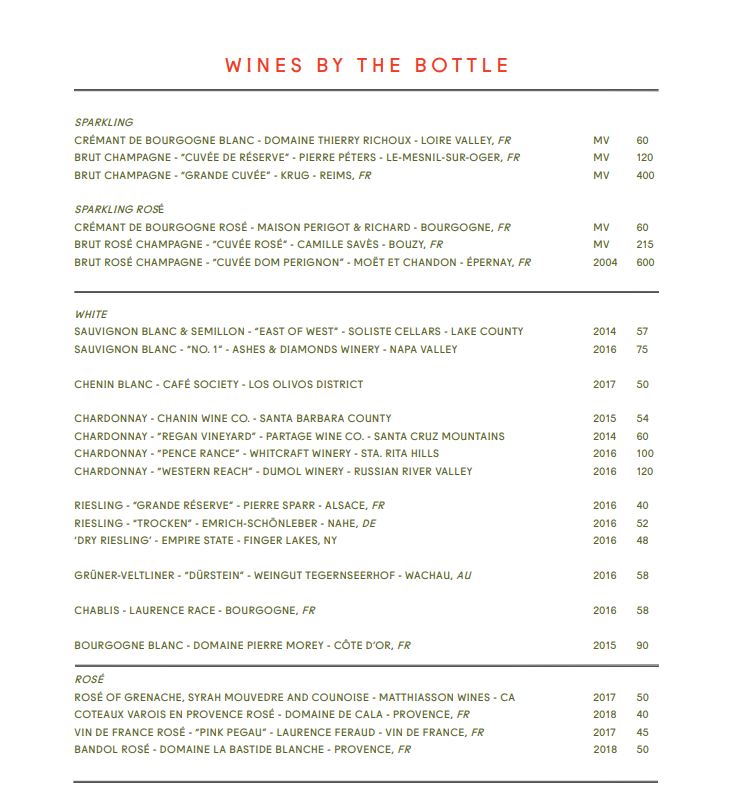 WINES BY THE BOTTLE
SPARKLING
CRÉMANT DE BOURGOGNE BLANC - DOMAINE THIERRY RICHOUX - LOIRE VALLEY, FR MV 60
BRUT CHAMPAGNE - "CUVÉE DE RÉSERVE" - PIERRE PÉTERS - LE-MESNIL-SUR-OGER, FR MV 120
BRUT CHAMPAGNE - "GRANDE CUVÉE" - KRUG - REIMS, FR MV 400
SPARKLING ROSÉ
CRÉMANT DE BOURGOGNE ROSÉ - MAISON PERIGOT & RICHARD - BOURGOGNE, FR MV 60
BRUT ROSÉ CHAMPAGNE - "CUVÉE ROSÉ" - CAMILLE SAVÈS - BOUZY, FR MV 215
BRUT ROSÉ CHAMPAGNE - "CUVÉE DOM PERIGNON" - MOËT ET CHANDON - ÉPERNAY, FR 2004 600
WHITE
SAUVIGNON BLANC & SEMILLON - "EAST OF WEST" - SOLISTE CELLARS - LAKE COUNTY 2014 57
SAUVIGNON BLANC - "NO. 1" - ASHES & DIAMONDS WINERY - NAPA VALLEY 2016 75
CHENIN BLANC - CAFÉ SOCIETY - LOS OLIVOS DISTRICT 2017 50
CHARDONNAY - CHANIN WINE CO. - SANTA BARBARA COUNTY 2015 54
CHARDONNAY - "REGAN VINEYARD" - PARTAGE WINE CO. - SANTA CRUZ MOUNTAINS 2014 60
CHARDONNAY - "PENCE RANCE" - WHITCRAFT WINERY - STA. RITA HILLS 2016 100
CHARDONNAY - "WESTERN REACH" - DUMOL WINERY - RUSSIAN RIVER VALLEY 2016 120
RIESLING - "GRANDE RÉSERVE" - PIERRE SPARR - ALSACE, FR 2016 40
RIESLING - "TROCKEN" - EMRICH-SCHÖNLEBER - NAHE, DE 2016 52
'DRY RIESLING' - EMPIRE STATE - FINGER LAKES, NY 2016 48
GRÜNER-VELTLINER - "DÜRSTEIN" - WEINGUT TEGERNSEERHOF - WACHAU, AU 2016 58
CHABLIS - LAURENCE RACE - BOURGOGNE, FR 2016 58
BOURGOGNE BLANC - DOMAINE PIERRE MOREY - CÔTE D'OR, FR 2015 90
ROSÉ
ROSÉ OF GRENACHE, SYRAH MOUVEDRE AND COUNOISE - MATTHIASSON WINES - CA 2017 50
COTEAUX VAROIS EN PROVENCE ROSÉ - DOMAINE DE CALA - PROVENCE, FR 2018 40
VIN DE FRANCE ROSÉ - "PINK PEGAU" - LAURENCE FERAUD - VIN DE FRANCE, FR 2017 45
BANDOL ROSÉ - DOMAINE LA BASTIDE BLANCHE - PROVENCE, FR 2018 50